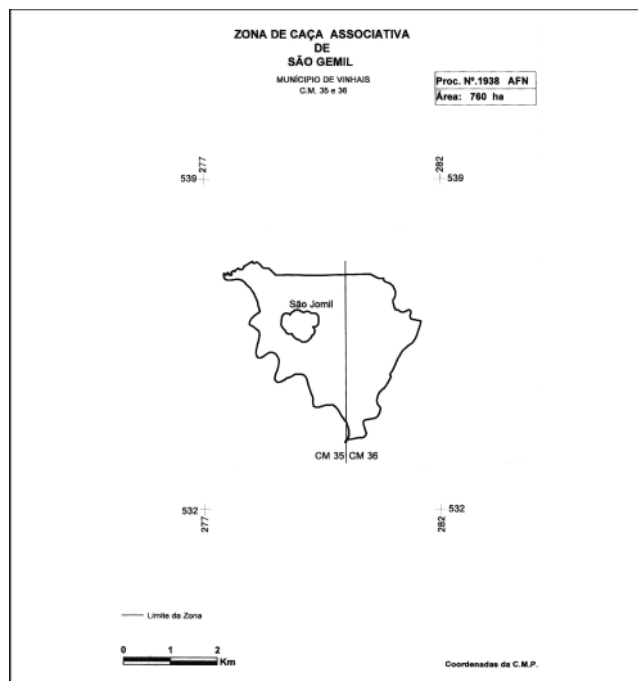 ZONA DE CAÇA ASSOCIATIVA
DE
SÃO GEMIL
MUNÍCIPIO DE VINHAIS
C.M. 35 e 36
Proc. Nº.1938 AFN
Área: 760 ha
277
539
282
539
São Jomil
CM 35
CM 36
532
277
532
282
Limite da Zona
0 1 2
Km
Coordenadas da C.M.P.